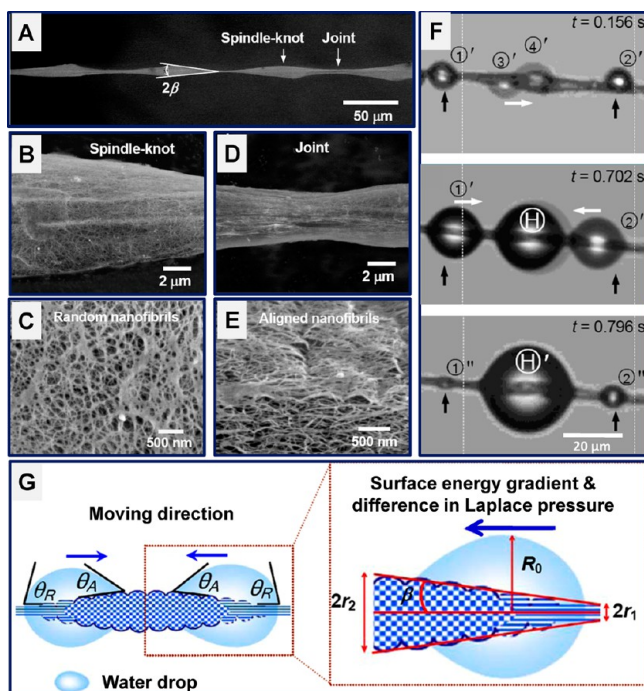 A
Spindle-knot
Joint
2β
50 μm
B
Spindle-knot
2 μm
D
Joint
2 μm
C
Random nanofibrils
500 nm
E
Aligned nanofibrils
500 nm
F
t = 0.156 s
①′
③′
④′
②′
t = 0.702 s
①′
Ⓗ
②′
t = 0.796 s
①″
Ⓗ′
②″
20 μm
G
Moving direction
θR
θA
θA
θR
Water drop
Surface energy gradient &
difference in Laplace pressure
R0
2r2
β
2r1